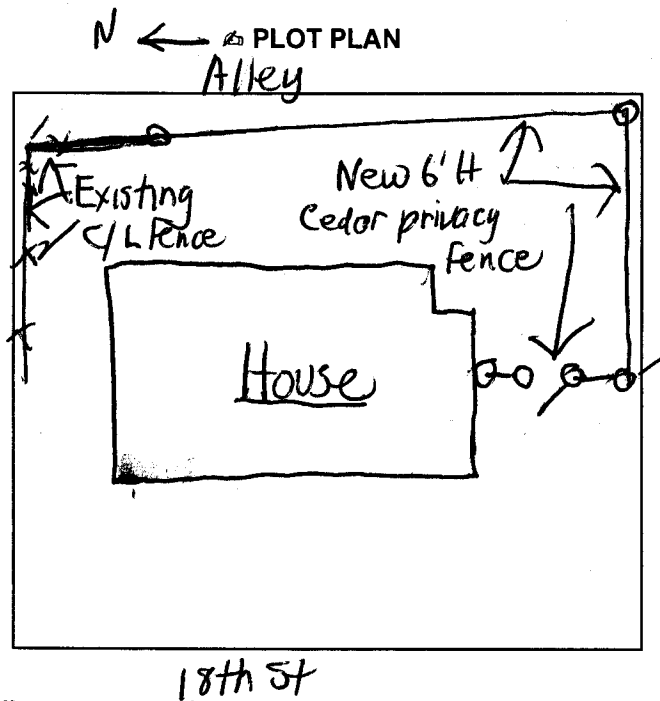 N PLOT PLAN
Alley
Existing
C/L Fence
New 6'H
Cedor privacy
fence
House
18th St